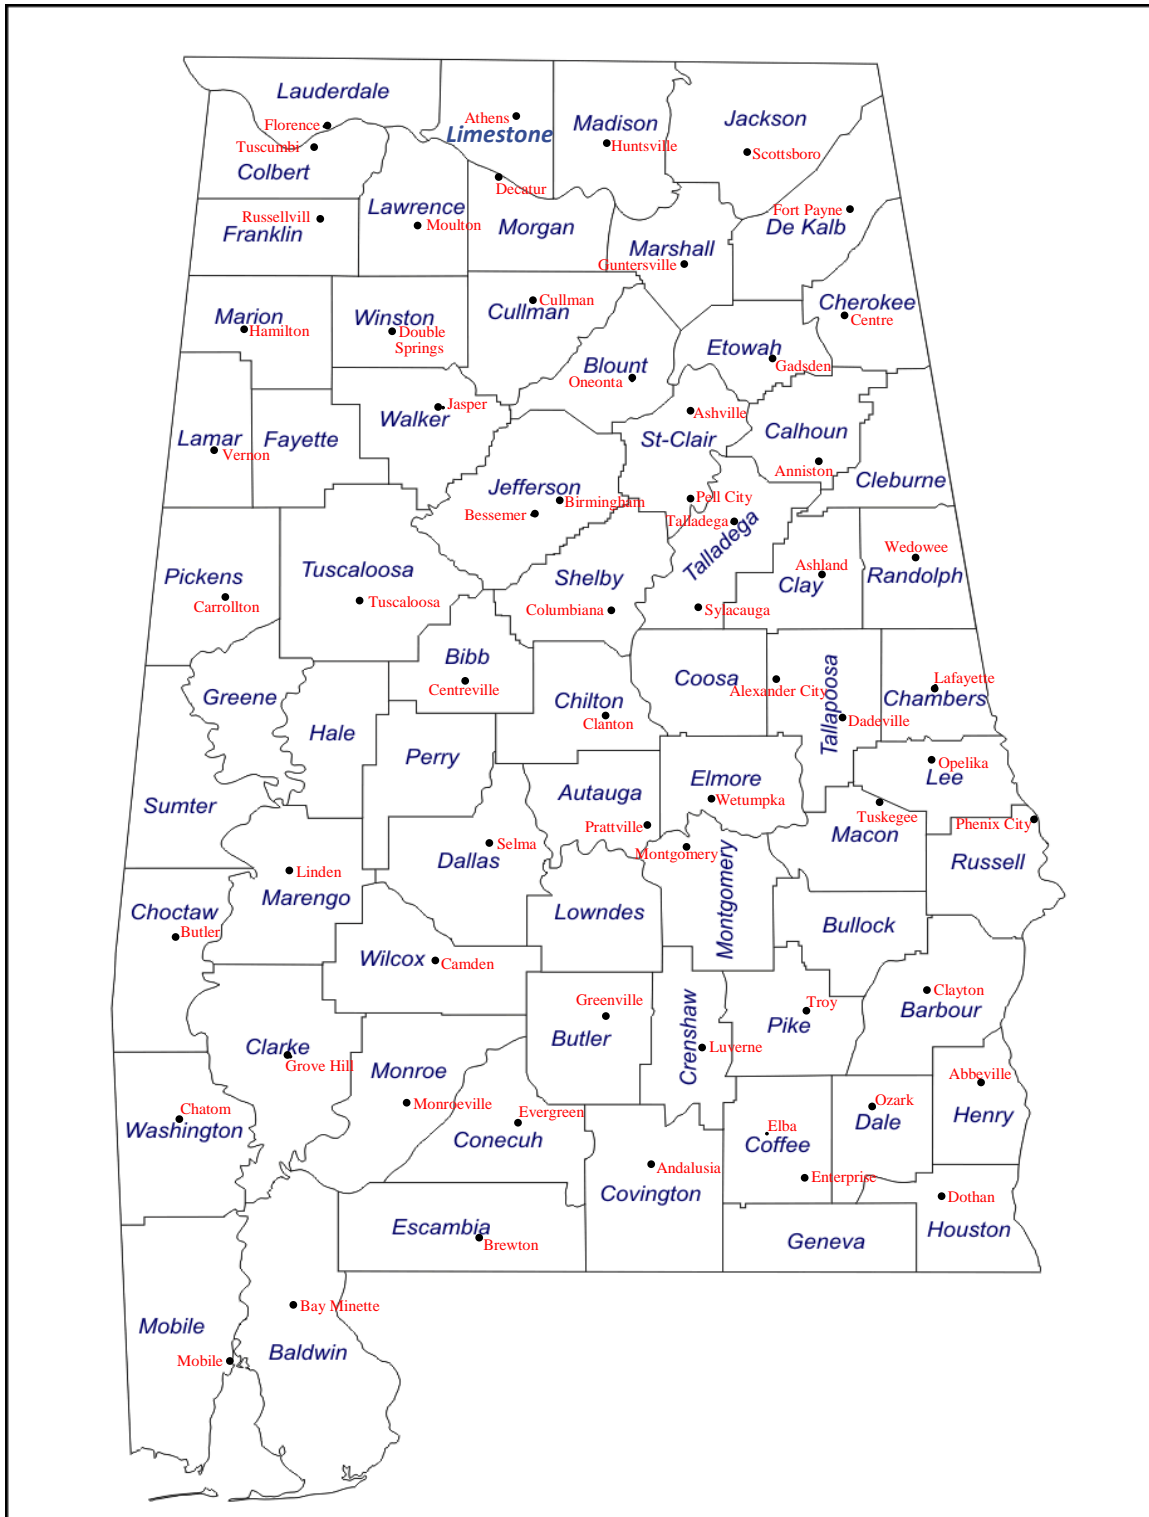 Lauderdale
Florence
Tuscumbi
Colbert
Athens
Limestone
Madison
Huntsville
Jackson
Scottsboro
Decatur
Russellvill
Franklin
Lawrence
Moulton
Morgan
Marshall
Guntersville
Fort Payne
De Kalb
Marion
Hamilton
Winston
Double
Springs
Cullman
Cullman
Cherokee
Centre
Blount
Oneonta
Etowah
Gadsden
Walker
Jasper
Lamar
Vernon
Fayette
Ashville
St-Clair
Calhoun
Anniston
Cleburne
Jefferson
Birmingham
Bessemer
Pell City
Talladega
Talladega
Sylacauga
Pickens
Carrollton
Tuscaloosa
Tuscaloosa
Shelby
Columbiana
Ashland
Clay
Wedowee
Randolph
Greene
Hale
Bibb
Centreville
Chilton
Clanton
Coosa
Alexander City
Tallapoosa
Dadeville
Lafayette
Chambers
Sumter
Perry
Autauga
Prattville
Elmore
Wetumpka
Opelika
Lee
Tuskegee
Macon
Phenix City
Russell
Linden
Marengo
Selma
Dallas
Montgomery
Montgomery
Choctaw
Butler
Lowndes
Bullock
Wilcox
Camden
Clayton
Barbour
Clarke
Grove Hill
Monroe
Monroeville
Greenville
Butler
Crenshaw
Luverne
Troy
Pike
Chatom
Washington
Evergreen
Conecuh
Elba
Coffee
Enterprise
Ozark
Dale
Abbeville
Henry
Andalusia
Covington
Escambia
Brewton
Geneva
Dothan
Houston
Mobile
Mobile
Bay Minette
Baldwin